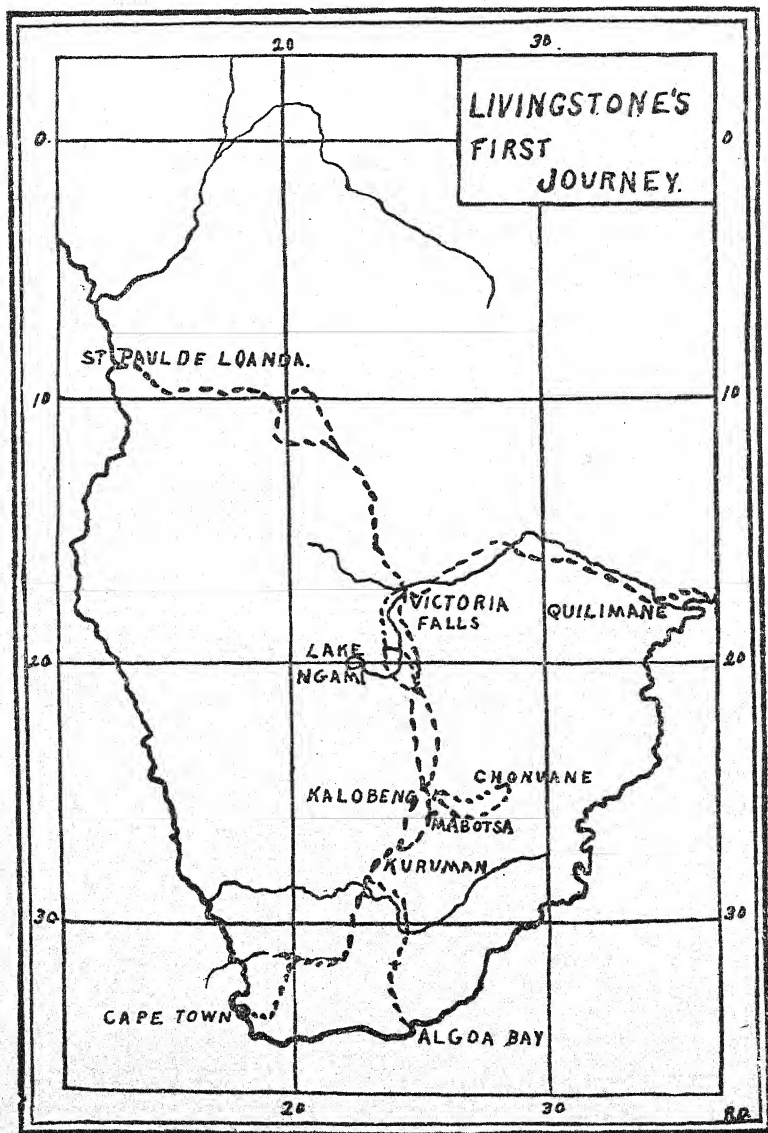 20 30.
LIVINGSTONE'S
FIRST
JOURNEY.
0. 0
ST PAUL DE LOANDA.
10 10
VICTORIA
FALLS
QUILIMANE
LAKE
NGAMI
20 20
CHONUANE
KALOBENG
MABOTSA
KURUMAN
30 30
CAPE TOWN
ALGOA BAY
20 30
R.D.